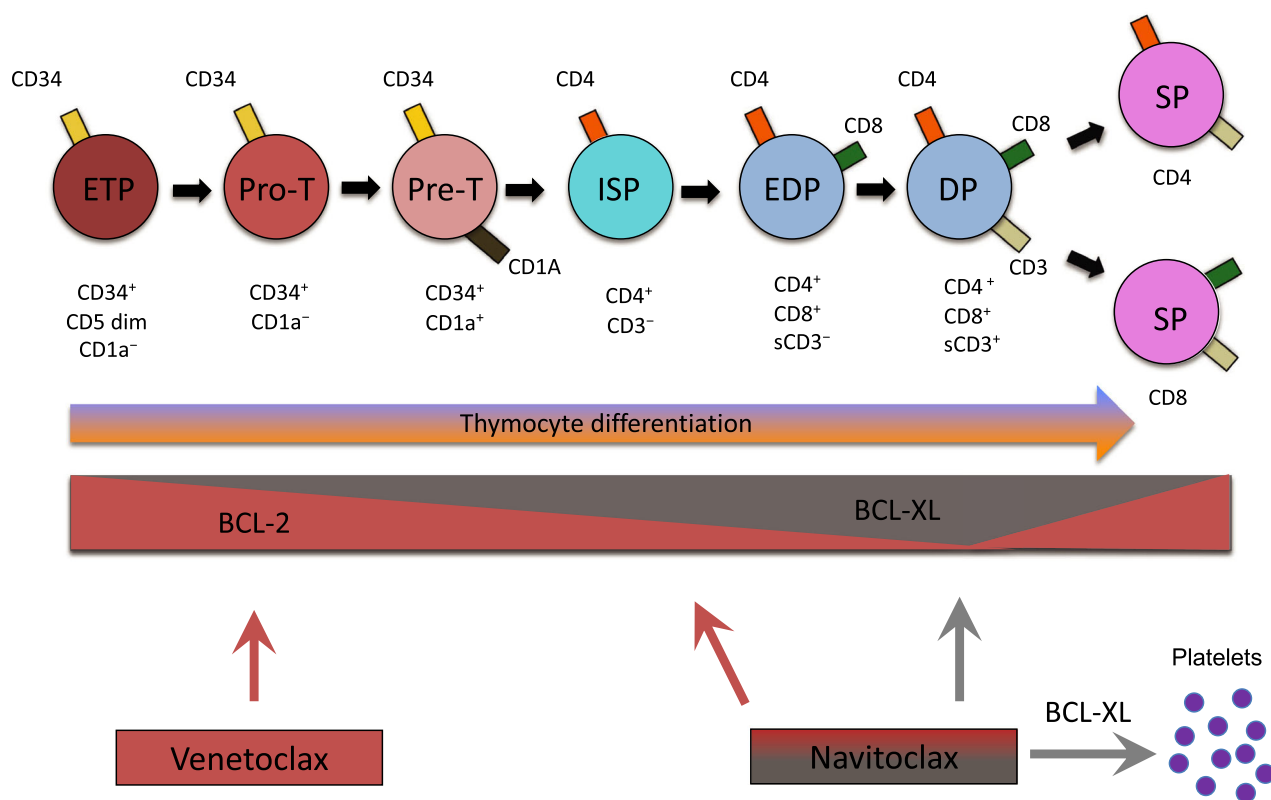 CD34
CD34
CD34
CD4
CD4
CD8
CD4
CD8
ETP
Pro-T
Pre-T
CD1A
ISP
EDP
DP
CD3
SP
CD4
SP
CD8
CD34⁺
CD5 dim
CD1a⁻
CD34⁺
CD1a⁻
CD34⁺
CD1a⁺
CD4⁺
CD3⁻
CD4⁺
CD8⁺
sCD3⁻
CD4 ⁺
CD8⁺
sCD3⁺
Thymocyte differentiation
BCL-2
BCL-XL
Venetoclax
Navitoclax
BCL-XL
Platelets